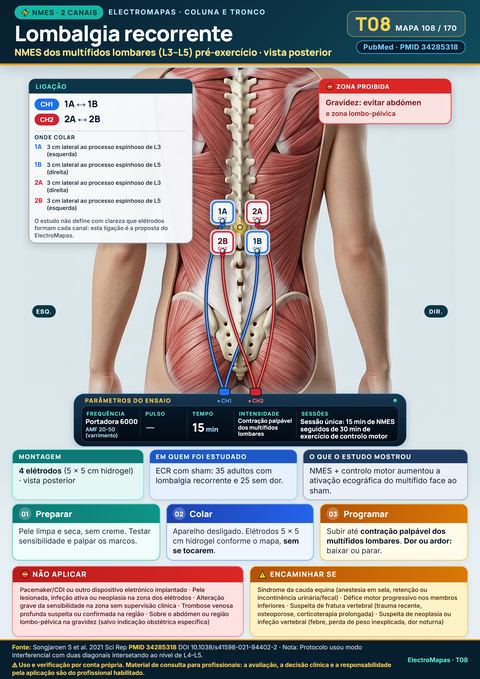 NMES · 2 CANAIS ELECTROMAPAS · COLUNA E TRONCO
Lombalgia recorrente
NMES dos multífidos lombares (L3–L5) pré-exercício · vista posterior
T08 MAPA 108 / 170
PubMed · PMID 34285318
LIGAÇÃO
CH1 1A ↔ 1B
CH2 2A ↔ 2B
ONDE COLAR
1A 3 cm lateral ao processo espinhoso de L3
(esquerda)
1B 3 cm lateral ao processo espinhoso de L5
(direita)
2A 3 cm lateral ao processo espinhoso de L3
(direita)
2B 3 cm lateral ao processo espinhoso de L5
(esquerda)
O estudo não define com clareza que elétrodos
formam cada canal: esta ligação é a proposta do
ElectroMapas.
ZONA PROIBIDA
Gravidez: evitar abdómen
e zona lombo-pélvica
1A
2A
2B
1B
ESQ.
DIR.
CH1
CH2
PARÂMETROS DO ENSAIO
FREQUÊNCIA
Portadora 6000
AMF 20-50
(varrimento)
PULSO
—
TEMPO
15 min
INTENSIDADE
Contração palpável
dos multífidos
lombares
SESSÕES
Sessão única: 15 min de NMES
seguidos de 30 min de
exercício de controlo motor
MONTAGEM
4 elétrodos (5 × 5 cm hidrogel)
· vista posterior
EM QUEM FOI ESTUDADO
ECR com sham: 35 adultos com
lombalgia recorrente e 25 sem dor.
O QUE O ESTUDO MOSTROU
NMES + controlo motor aumentou a
ativação ecográfica do multífido face ao
sham.
01 Preparar
Pele limpa e seca, sem creme. Testar
sensibilidade e palpar os marcos.
02 Colar
Aparelho desligado. Elétrodos 5 × 5
cm hidrogel conforme o mapa, sem
se tocarem.
03 Programar
Subir até contração palpável dos
multífidos lombares. Dor ou ardor:
baixar ou parar.
NÃO APLICAR
Pacemaker/CDI ou outro dispositivo eletrónico implantado · Pele
lesionada, infeção ativa ou neoplasia na zona dos elétrodos · Alteração
grave da sensibilidade na zona sem supervisão clínica · Trombose venosa
profunda suspeita ou confirmada na região · Sobre o abdómen ou região
lombo-pélvica na gravidez (salvo indicação obstétrica específica)
ENCAMINHAR SE
Síndrome da cauda equina (anestesia em sela, retenção ou
incontinência urinária/fecal) · Défice motor progressivo nos membros
inferiores · Suspeita de fratura vertebral (trauma recente,
osteoporose, corticoterapia prolongada) · Suspeita de neoplasia ou
infeção vertebral (febre, perda de peso inexplicada, dor noturna)
Fonte: Songjaroen S et al. 2021 Sci Rep PMID 34285318 DOI 10.1038/s41598-021-94402-2 · Nota: Protocolo usou modo
interferencial com duas diagonais intersetando ao nível de L4–L5.
Uso e verificação por conta própria. Material de consulta para profissionais: a avaliação, a decisão clínica e a responsabilidade
pela aplicação são do profissional habilitado.
ElectroMapas · T08